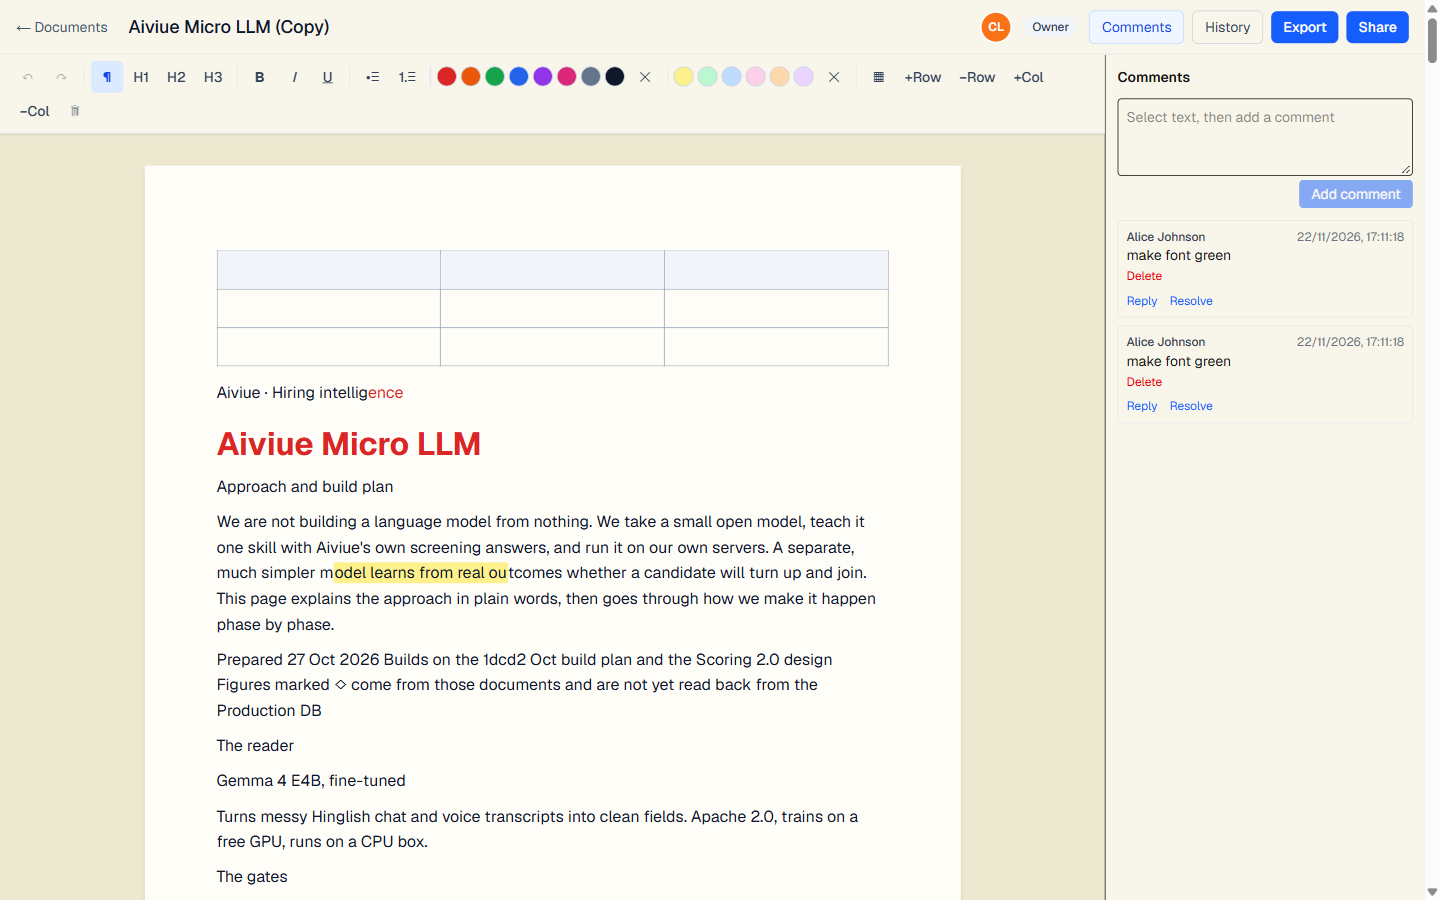 ← Documents
Aiviue Micro LLM (Copy)
CL
Owner
Comments
History
Export
Share
¶ H1 H2 H3 B I U 1. +Row −Row +Col
−Col
Aiviue · Hiring intelligence
Aiviue Micro LLM
Approach and build plan
We are not building a language model from nothing. We take a small open model, teach it
one skill with Aiviue's own screening answers, and run it on our own servers. A separate,
much simpler model learns from real outcomes whether a candidate will turn up and join.
This page explains the approach in plain words, then goes through how we make it happen
phase by phase.
Prepared 27 Oct 2026 Builds on the 1dcd2 Oct build plan and the Scoring 2.0 design
Figures marked ◇ come from those documents and are not yet read back from the
Production DB
The reader
Gemma 4 E4B, fine-tuned
Turns messy Hinglish chat and voice transcripts into clean fields. Apache 2.0, trains on a
free GPU, runs on a CPU box.
The gates
Comments
Select text, then add a comment
Add comment
Alice Johnson 22/11/2026, 17:11:18
make font green
Delete
Reply Resolve
Alice Johnson 22/11/2026, 17:11:18
make font green
Delete
Reply Resolve